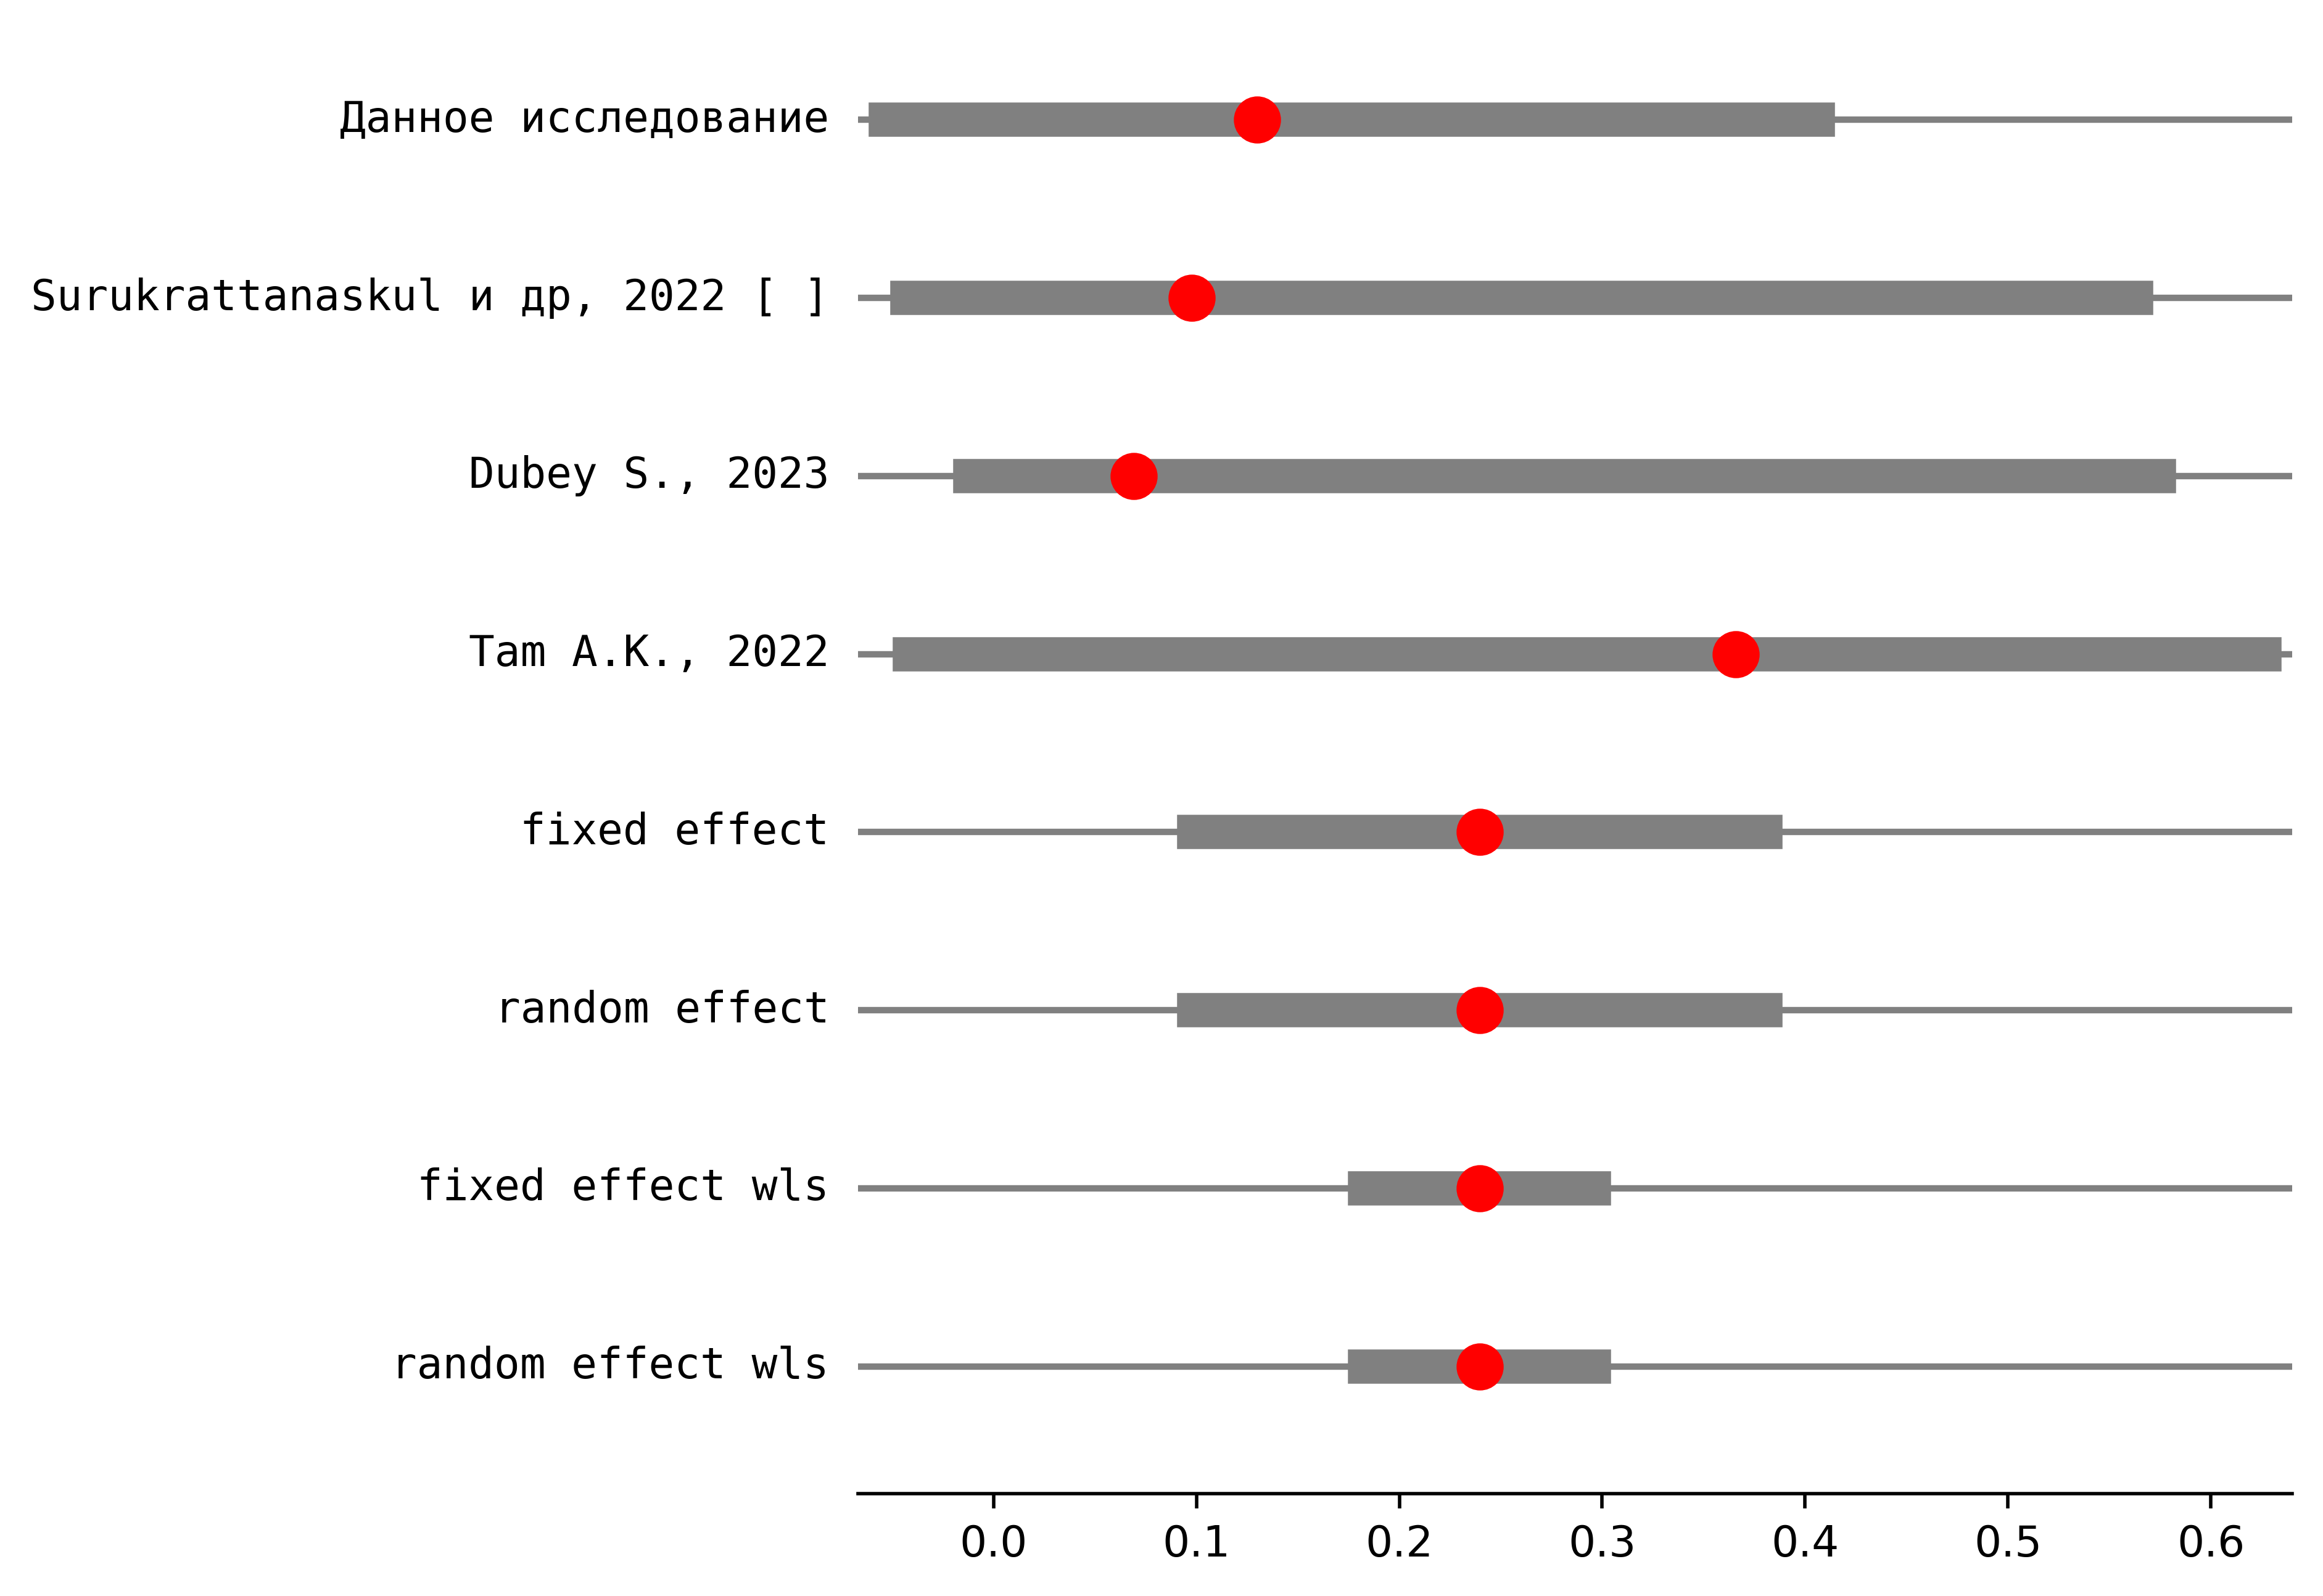 Данное исследование
Surukrattanaskul и др, 2022 [ ]
Dubey S., 2023
Tam A.K., 2022
fixed effect
random effect
fixed effect wls
random effect wls
0.0 0.1 0.2 0.3 0.4 0.5 0.6